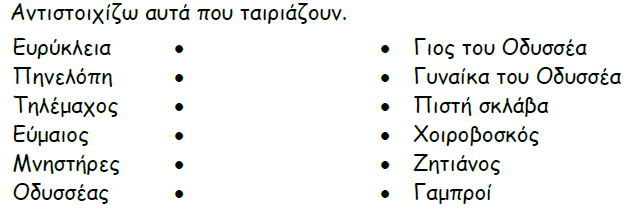 Αντιστοιχίζω αυτά που ταιριάζουν.
Ευρύκλεια • • Γιος του Οδυσσέα
Πηνελόπη • • Γυναίκα του Οδυσσέα
Τηλέμαχος • • Πιστή σκλάβα
Εύμαιος • • Χοιροβοσκός
Μνηστήρες • • Ζητιάνος
Οδυσσέας • • Γαμπροί